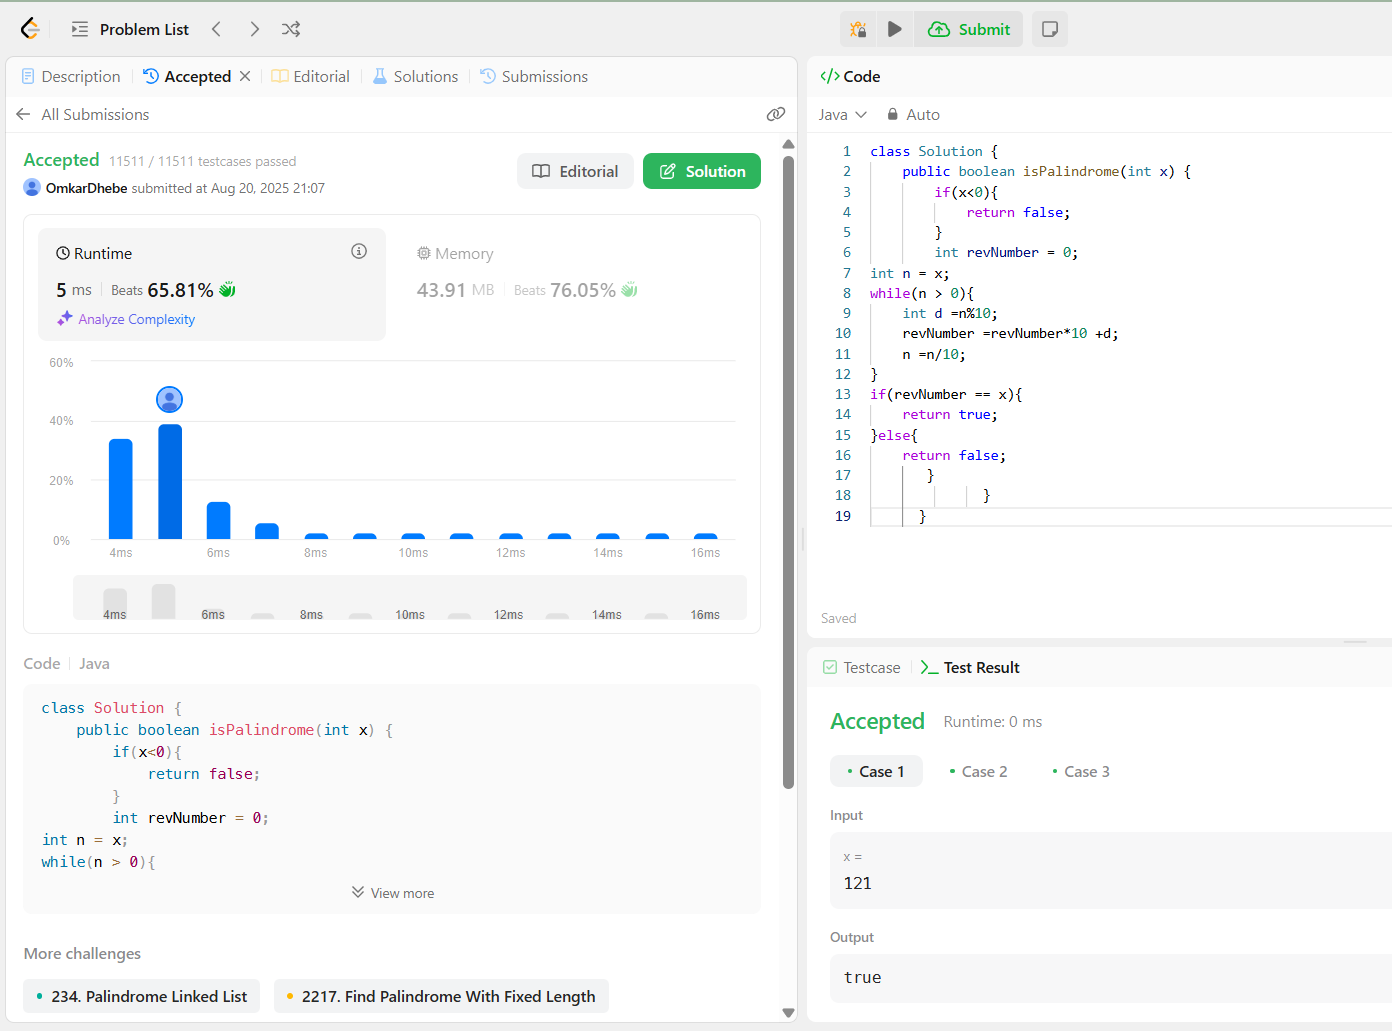 Problem List
Submit
Description
Accepted
Editorial
Solutions
Submissions
All Submissions
Accepted 11511 / 11511 testcases passed
OmkarDhebe submitted at Aug 20, 2025 21:07
Editorial
Solution
Runtime
5 ms Beats 65.81%
Analyze Complexity
Memory
43.91 MB Beats 76.05%
60%
40%
20%
0%
4ms 6ms 8ms 10ms 12ms 14ms 16ms
4ms 6ms 8ms 10ms 12ms 14ms 16ms
Code Java
class Solution {
    public boolean isPalindrome(int x) {
        if(x<0){
            return false;
        }
        int revNumber = 0;
int n = x;
while(n > 0){
View more
More challenges
234. Palindrome Linked List
2217. Find Palindrome With Fixed Length
</> Code
Java
Auto
1 class Solution {
2     public boolean isPalindrome(int x) {
3         if(x<0){
4             return false;
5         }
6         int revNumber = 0;
7 int n = x;
8 while(n > 0){
9     int d =n%10;
10     revNumber =revNumber*10 +d;
11     n =n/10;
12 }
13 if(revNumber == x){
14     return true;
15 }else{
16     return false;
17        }
18               }
19       }
Saved
Testcase
Test Result
Accepted Runtime: 0 ms
Case 1
Case 2
Case 3
Input
x =
121
Output
true